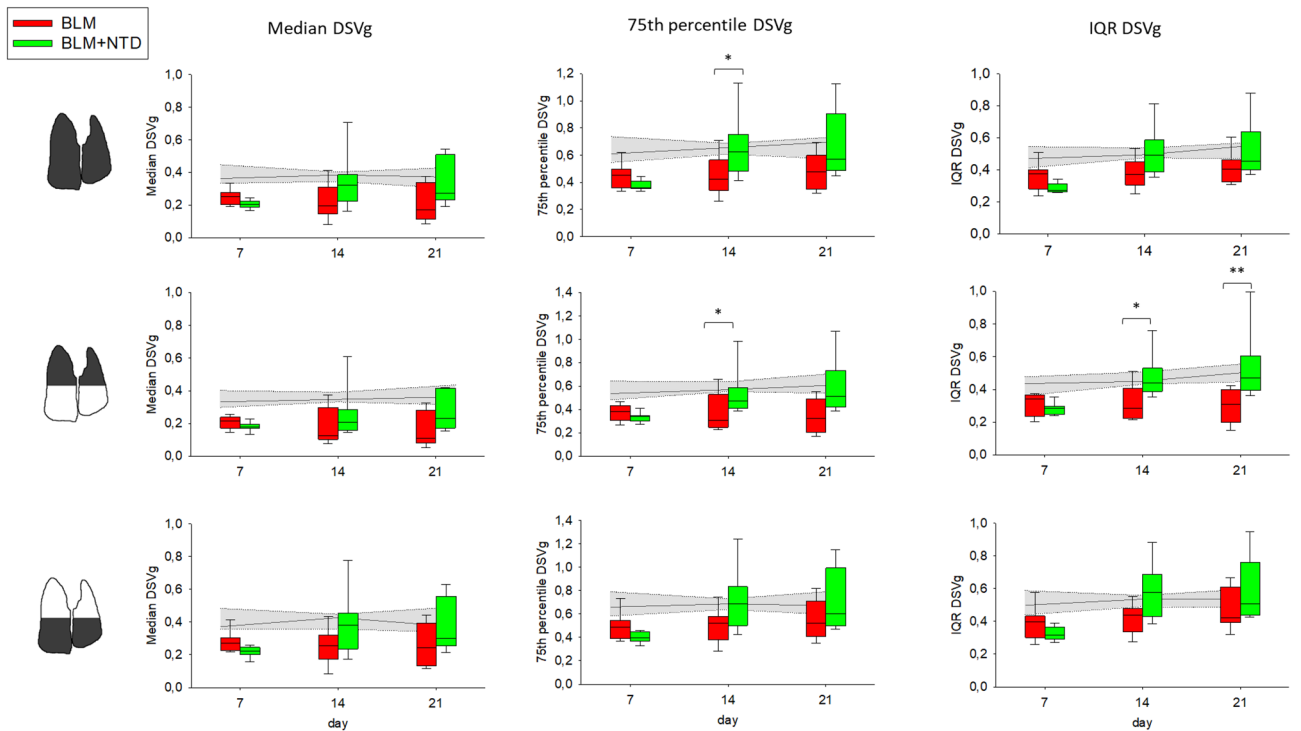 BLM
BLM+NTD
Median DSVg
75th percentile DSVg
IQR DSVg
Median DSVg
1,0
0,8
0,6
0,4
0,2
0,0
7 14 21
75th percentile DSVg
1,2
1,0
0,8
0,6
0,4
0,2
0,0
*
7 14 21
IQR DSVg
1,0
0,8
0,6
0,4
0,2
0,0
7 14 21
Median DSVg
1,0
0,8
0,6
0,4
0,2
0,0
7 14 21
75th percentile DSVg
1,4
1,2
1,0
0,8
0,6
0,4
0,2
0,0
*
7 14 21
IQR DSVg
1,0
0,8
0,6
0,4
0,2
0,0
*
**
7 14 21
Median DSVg
1,0
0,8
0,6
0,4
0,2
0,0
7 14 21
day
75th percentile DSVg
1,4
1,2
1,0
0,8
0,6
0,4
0,2
0,0
7 14 21
day
IQR DSVg
1,0
0,8
0,6
0,4
0,2
0,0
7 14 21
day